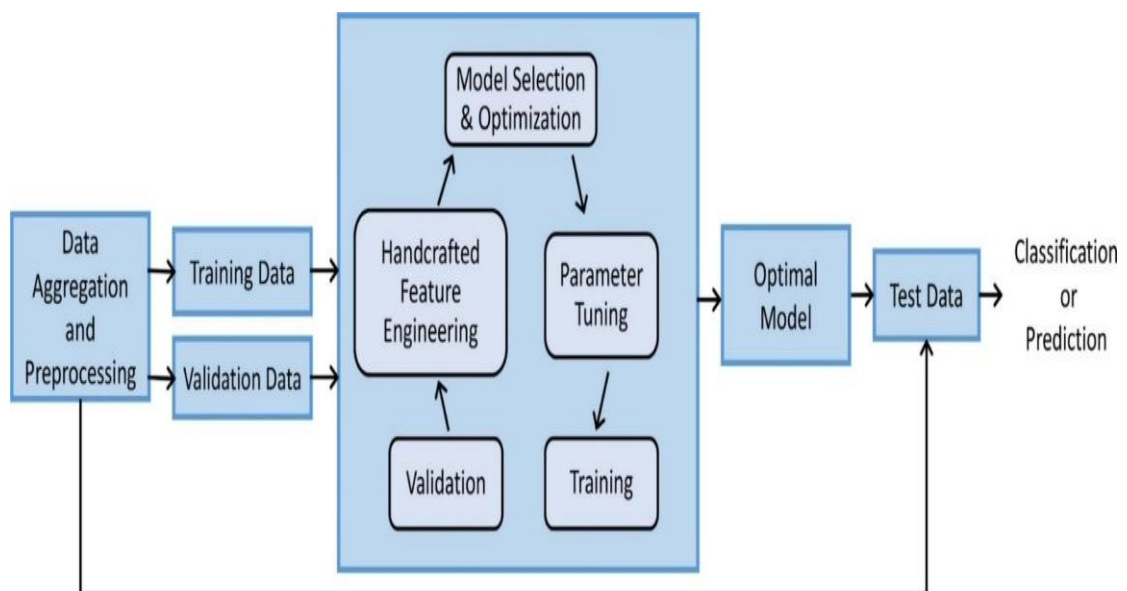 Data
Aggregation
and
Preprocessing
Training Data
Validation Data
Model Selection
& Optimization
Handcrafted
Feature
Engineering
Parameter
Tuning
Validation
Training
Optimal
Model
Test Data
Classification
or
Prediction